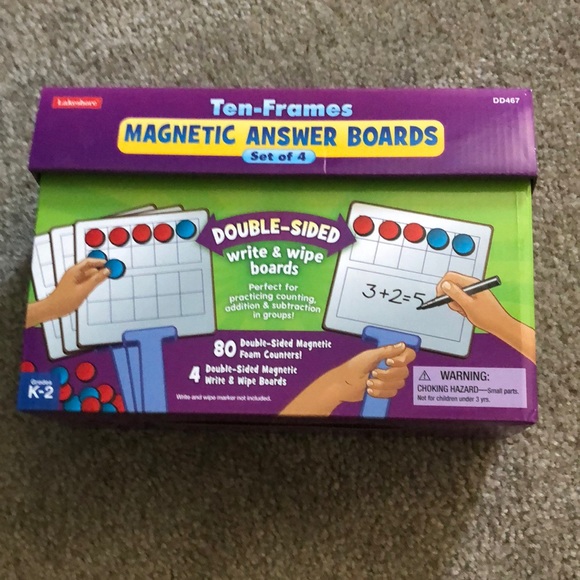 Lakeshore
DD467
Ten-Frames
MAGNETIC ANSWER BOARDS
Set of 4
DOUBLE-SIDED
write & wipe
boards
Perfect for
practicing counting,
addition & subtraction
in groups!
3+2=5
80 Double-Sided Magnetic
Foam Counters!
4 Double-Sided Magnetic
Write & Wipe Boards
Write and wipe marker not included.
Grades
K-2
WARNING:
CHOKING HAZARD—Small parts.
Not for children under 3 yrs.